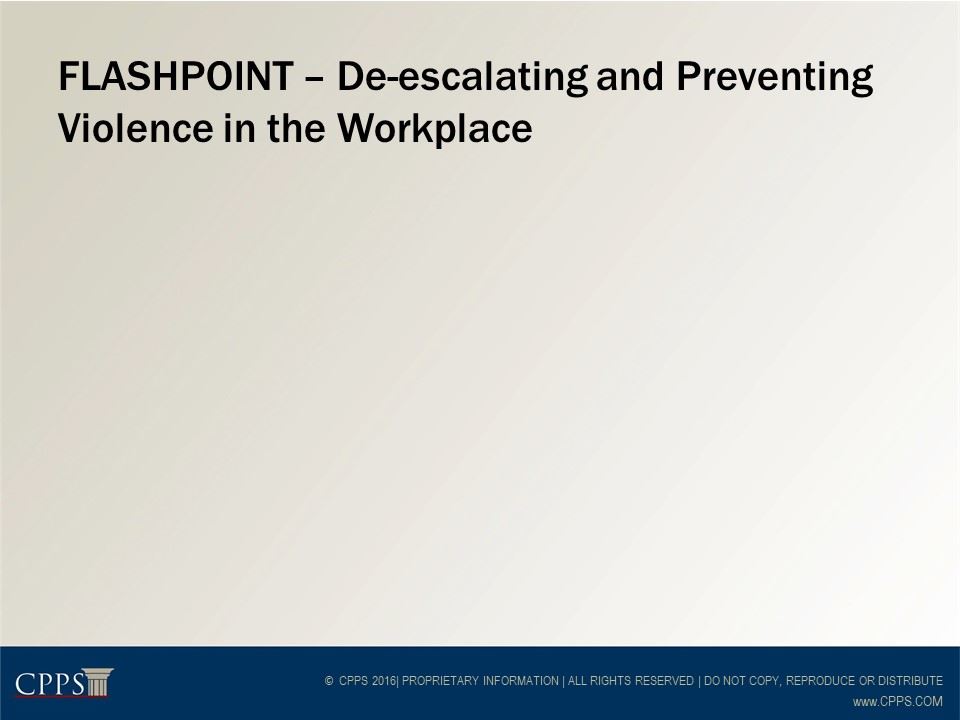 FLASHPOINT – De-escalating and Preventing
Violence in the Workplace
CPPS
© CPPS 2016| PROPRIETARY INFORMATION | ALL RIGHTS RESERVED | DO NOT COPY, REPRODUCE OR DISTRIBUTE
www.CPPS.COM